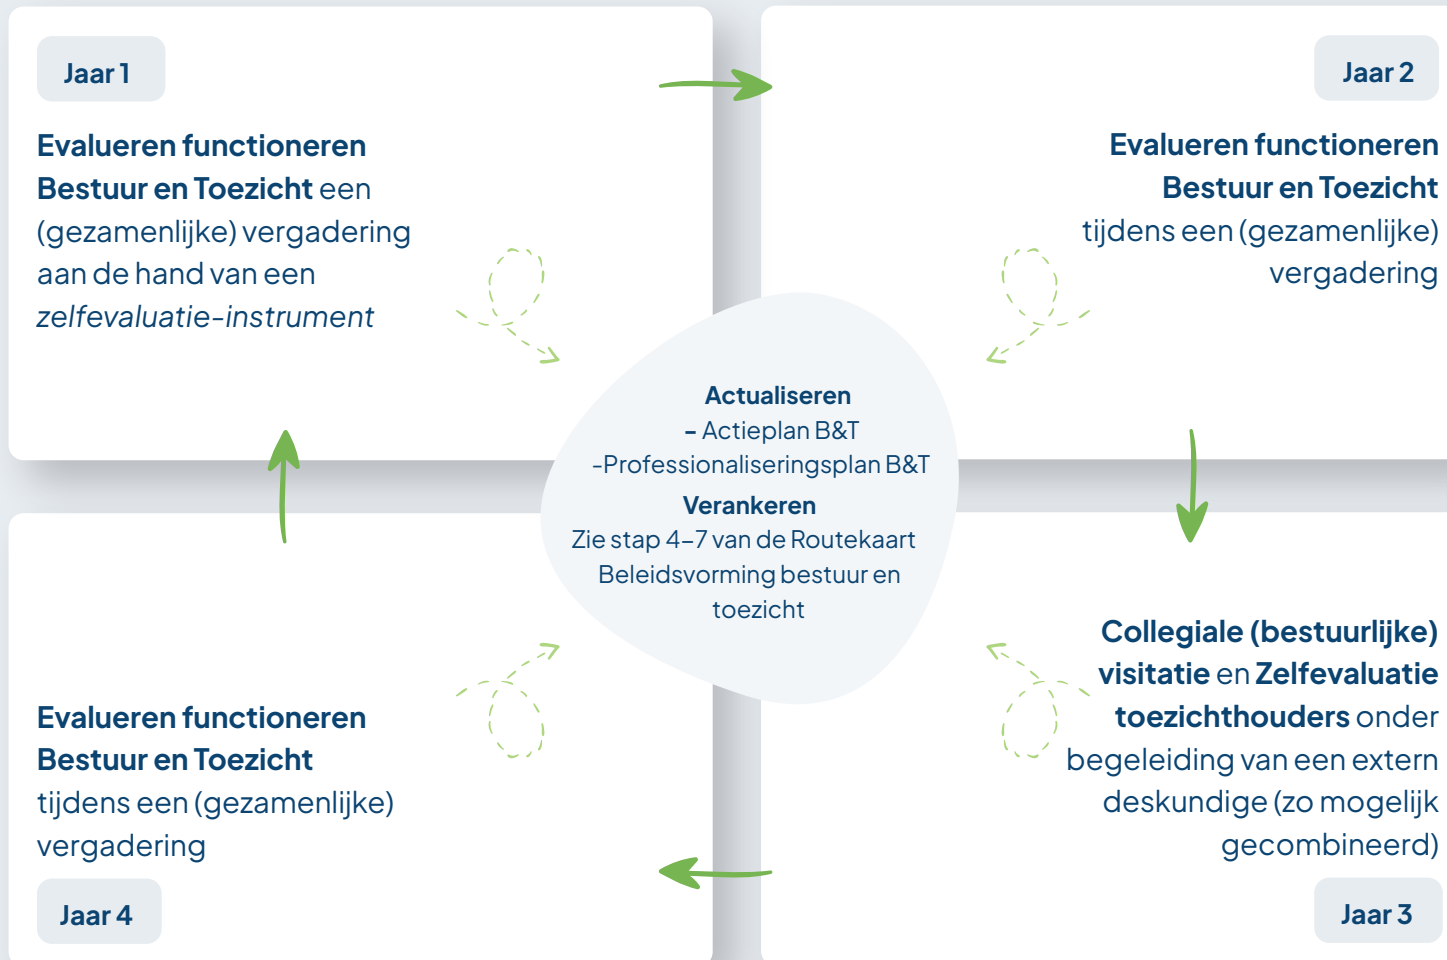 Jaar 1
Evalueren functioneren
Bestuur en Toezicht een
(gezamenlijke) vergadering
aan de hand van een
zelfevaluatie-instrument
Jaar 2
Evalueren functioneren
Bestuur en Toezicht
tijdens een (gezamenlijke)
vergadering
Actualiseren
- Actieplan B&T
-Professionaliseringsplan B&T
Verankeren
Zie stap 4-7 van de Routekaart
Beleidsvorming bestuur en
toezicht
Collegiale (bestuurlijke)
visitatie en Zelfevaluatie
toezichthouders onder
begeleiding van een extern
deskundige (zo mogelijk
gecombineerd)
Jaar 3
Evalueren functioneren
Bestuur en Toezicht
tijdens een (gezamenlijke)
vergadering
Jaar 4